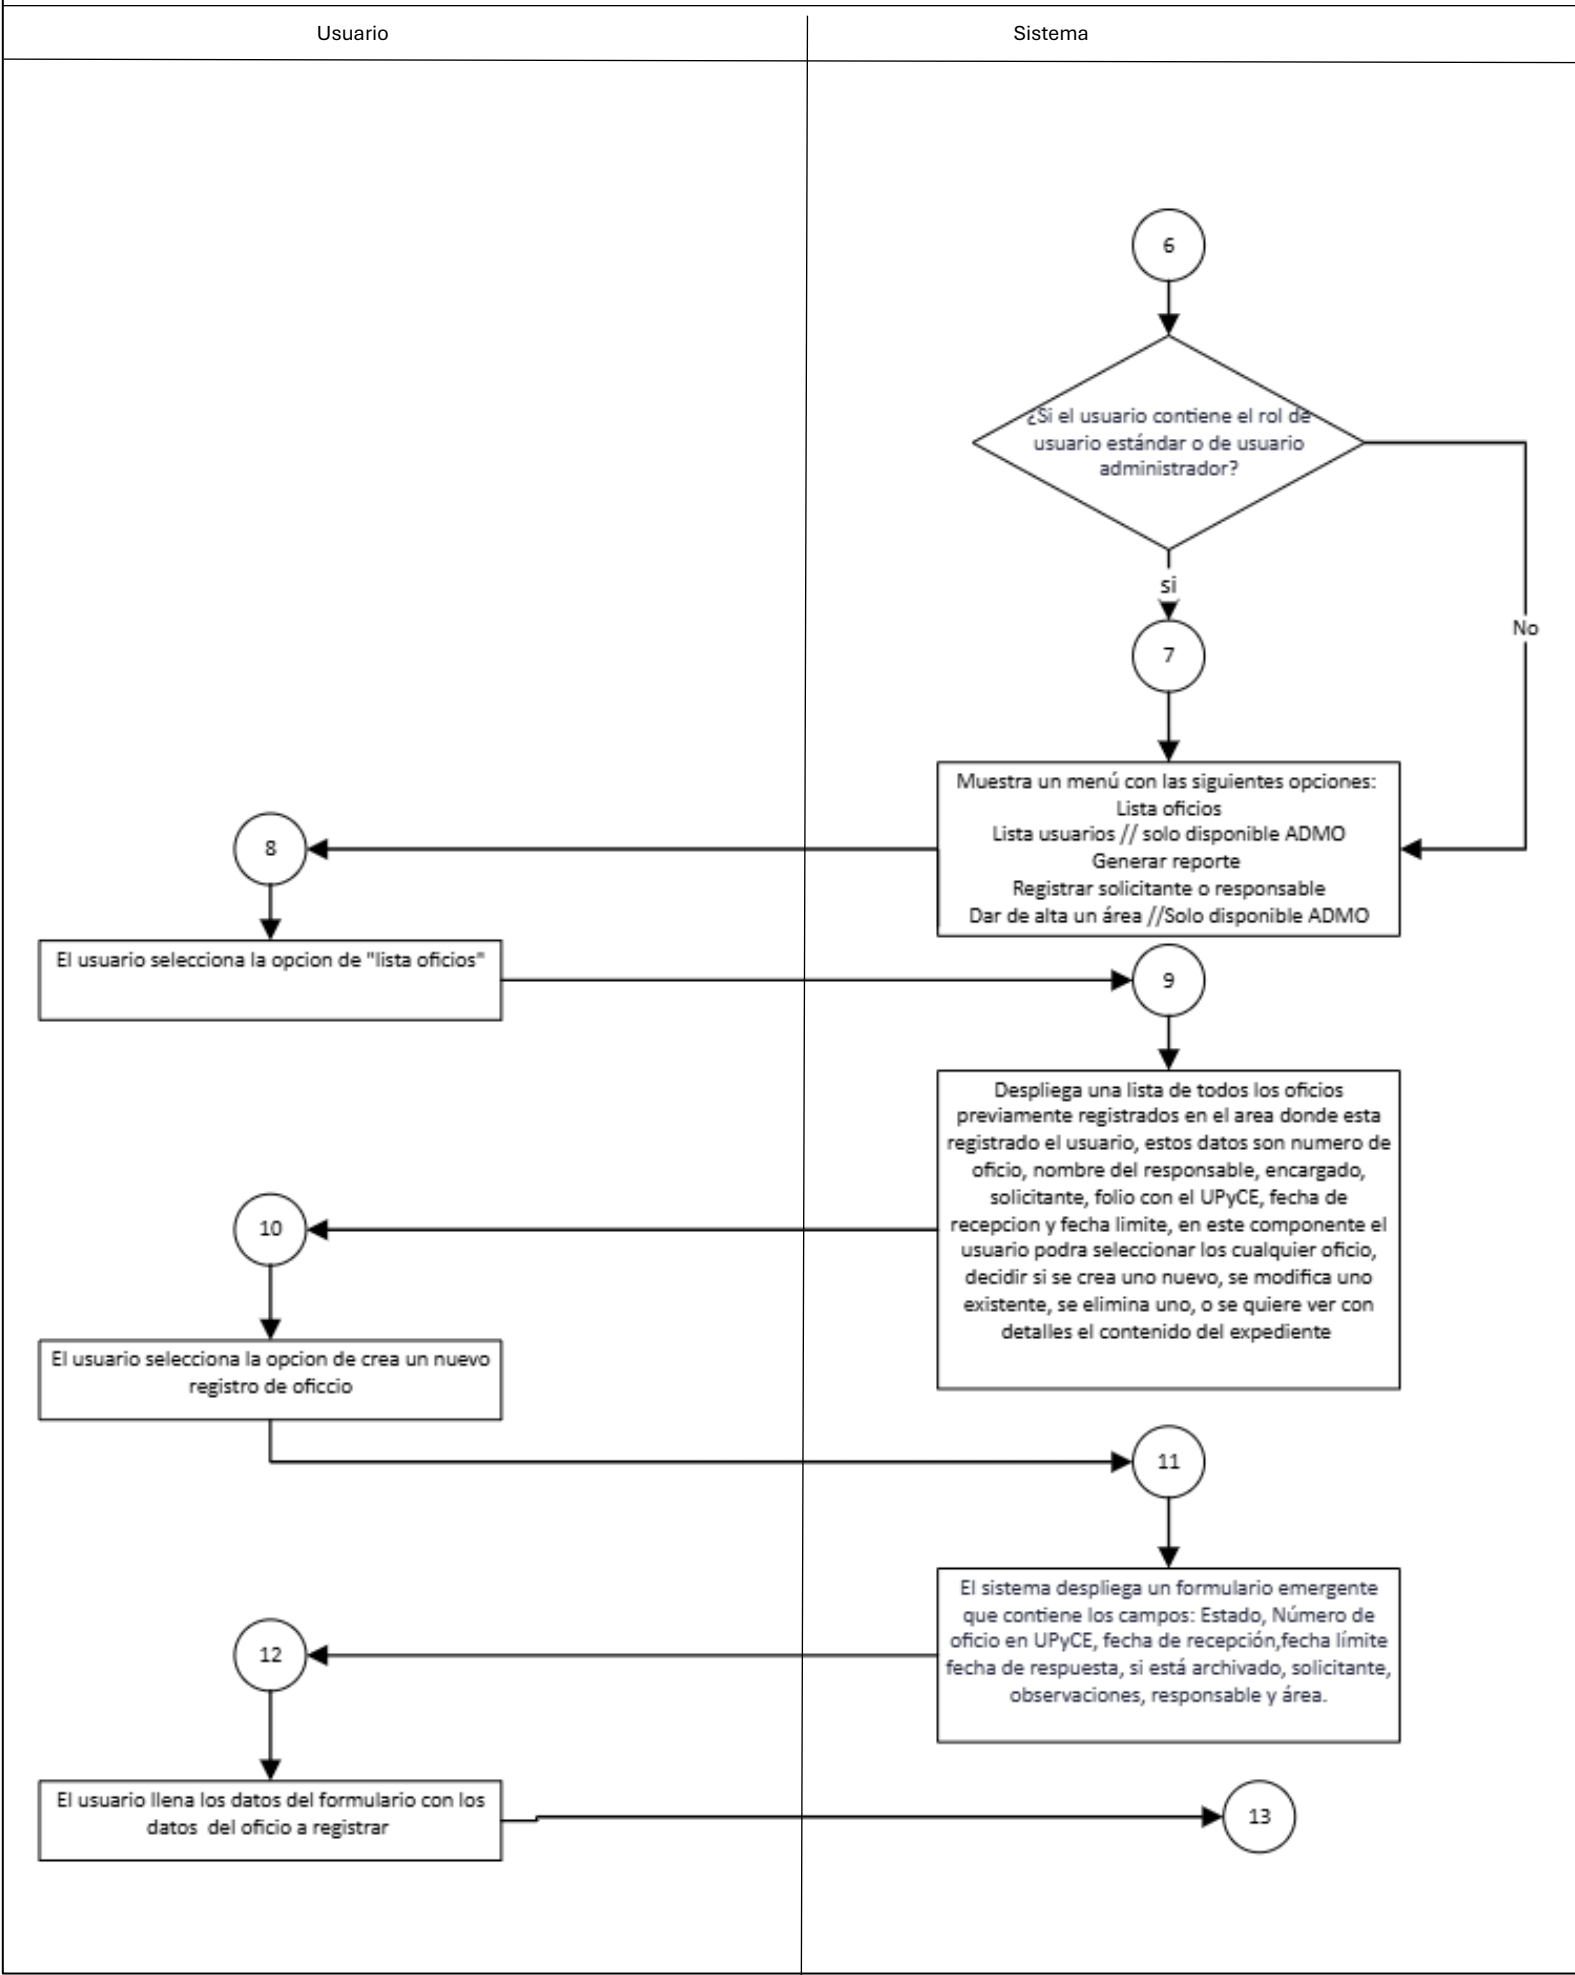 Usuario
Sistema
6
¿Si el usuario contiene el rol de
usuario estándar o de usuario
administrador?
si
No
7
Muestra un menú con las siguientes opciones:
Lista oficios
Lista usuarios // solo disponible ADMO
Generar reporte
Registrar solicitante o responsable
Dar de alta un área //Solo disponible ADMO
8
El usuario selecciona la opcion de "lista oficios"
9
Despliega una lista de todos los oficios
previamente registrados en el area donde esta
registrado el usuario, estos datos son numero de
oficio, nombre del responsable, encargado,
solicitante, folio con el UPyCE, fecha de
recepcion y fecha limite, en este componente el
usuario podra seleccionar los cualquier oficio,
decidir si se crea uno nuevo, se modifica uno
existente, se elimina uno, o se quiere ver con
detalles el contenido del expediente
10
El usuario selecciona la opcion de crea un nuevo
registro de oficcio
11
El sistema despliega un formulario emergente
que contiene los campos: Estado, Número de
oficio en UPyCE, fecha de recepción,fecha límite
fecha de respuesta, si está archivado, solicitante,
observaciones, responsable y área.
12
El usuario llena los datos del formulario con los
datos  del oficio a registrar
13